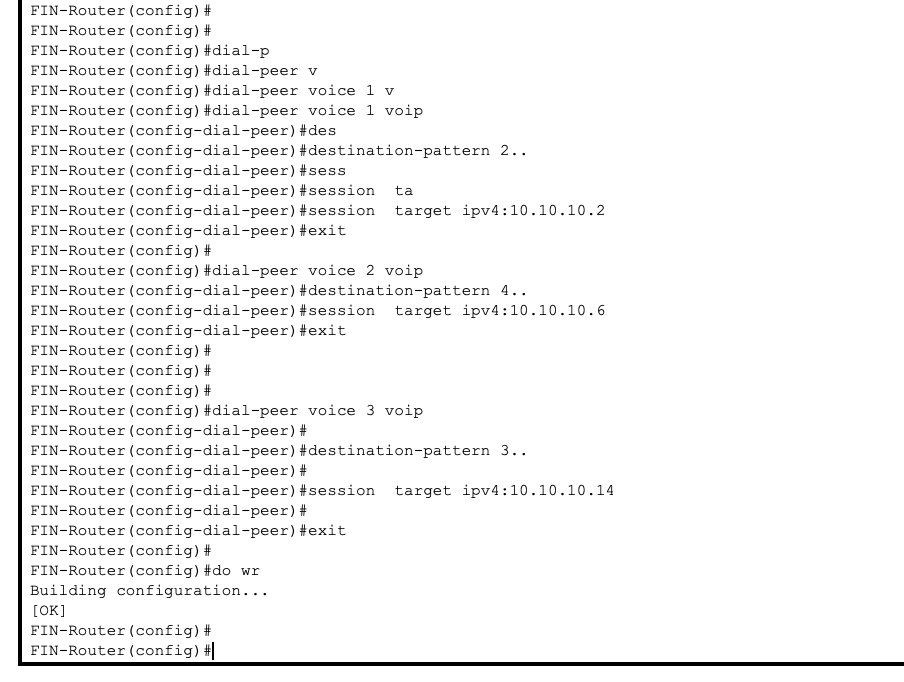 FIN-Router(config)#
FIN-Router(config)#
FIN-Router(config)#dial-p
FIN-Router(config)#dial-peer v
FIN-Router(config)#dial-peer voice 1 v
FIN-Router(config)#dial-peer voice 1 voip
FIN-Router(config-dial-peer)#des
FIN-Router(config-dial-peer)#destination-pattern 2..
FIN-Router(config-dial-peer)#sess
FIN-Router(config-dial-peer)#session  ta
FIN-Router(config-dial-peer)#session  target ipv4:10.10.10.2
FIN-Router(config-dial-peer)#exit
FIN-Router(config)#
FIN-Router(config)#dial-peer voice 2 voip
FIN-Router(config-dial-peer)#destination-pattern 4..
FIN-Router(config-dial-peer)#session  target ipv4:10.10.10.6
FIN-Router(config-dial-peer)#exit
FIN-Router(config)#
FIN-Router(config)#
FIN-Router(config)#
FIN-Router(config)#dial-peer voice 3 voip
FIN-Router(config-dial-peer)#
FIN-Router(config-dial-peer)#destination-pattern 3..
FIN-Router(config-dial-peer)#
FIN-Router(config-dial-peer)#session  target ipv4:10.10.10.14
FIN-Router(config-dial-peer)#
FIN-Router(config-dial-peer)#exit
FIN-Router(config)#
FIN-Router(config)#do wr
Building configuration...
[OK]
FIN-Router(config)#
FIN-Router(config)#